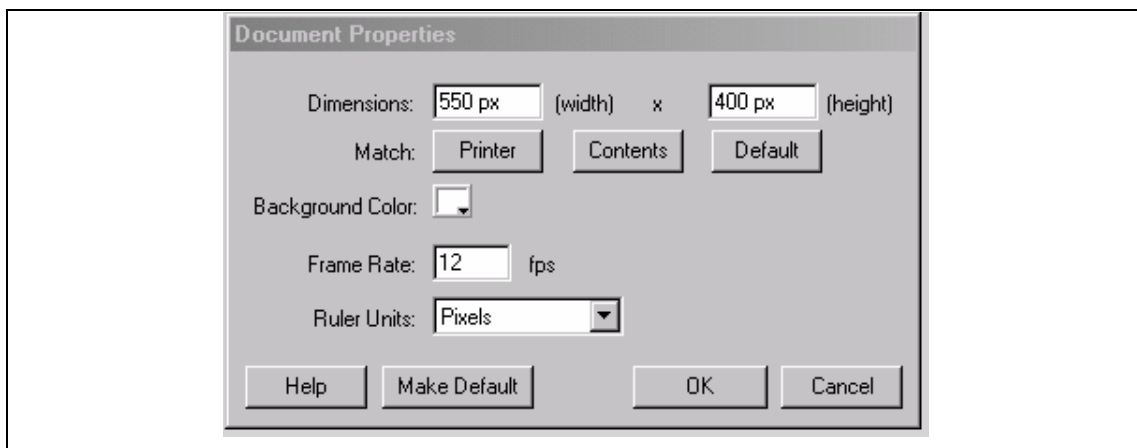 Document Properties
Dimensions: 550 px (width) x 400 px (height)
Match: Printer Contents Default
Background Color:
Frame Rate: 12 fps
Ruler Units: Pixels
Help Make Default OK Cancel